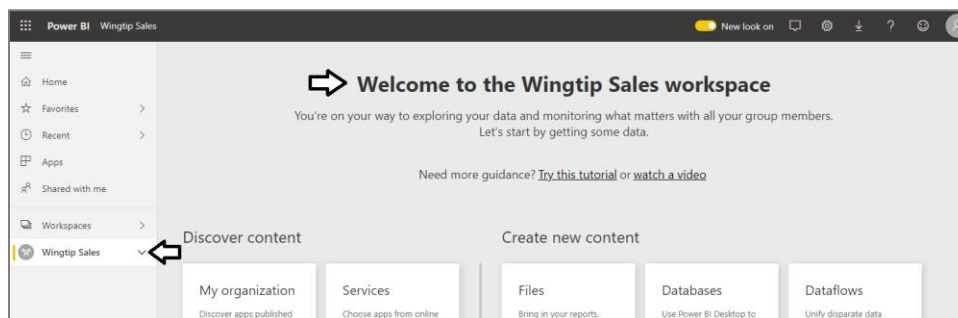 Power BI Wingtip Sales New look on ?
Home
Favorites
Recent
Apps
Shared with me
Workspaces
Wingtip Sales
Welcome to the Wingtip Sales workspace
You're on your way to exploring your data and monitoring what matters with all your group members.
Let's start by getting some data.
Need more guidance? Try this tutorial or watch a video
Discover content
Create new content
My organization
Discover apps published
Services
Choose apps from online
Files
Bring in your reports,
Databases
Use Power BI Desktop to
Dataflows
Unify disparate data